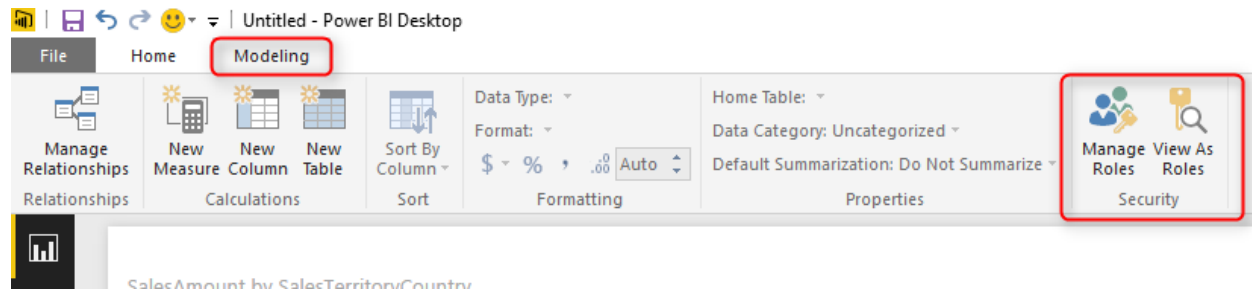 Untitled - Power BI Desktop
File Home Modeling
Manage Relationships
New Measure
New Column
New Table
Sort By Column
Data Type:
Format:
$ % , .00 Auto
Home Table:
Data Category: Uncategorized
Default Summarization: Do Not Summarize
Manage Roles
View As Roles
Relationships Calculations Sort Formatting Properties Security
SalesAmount by SalesTerritoryCountry